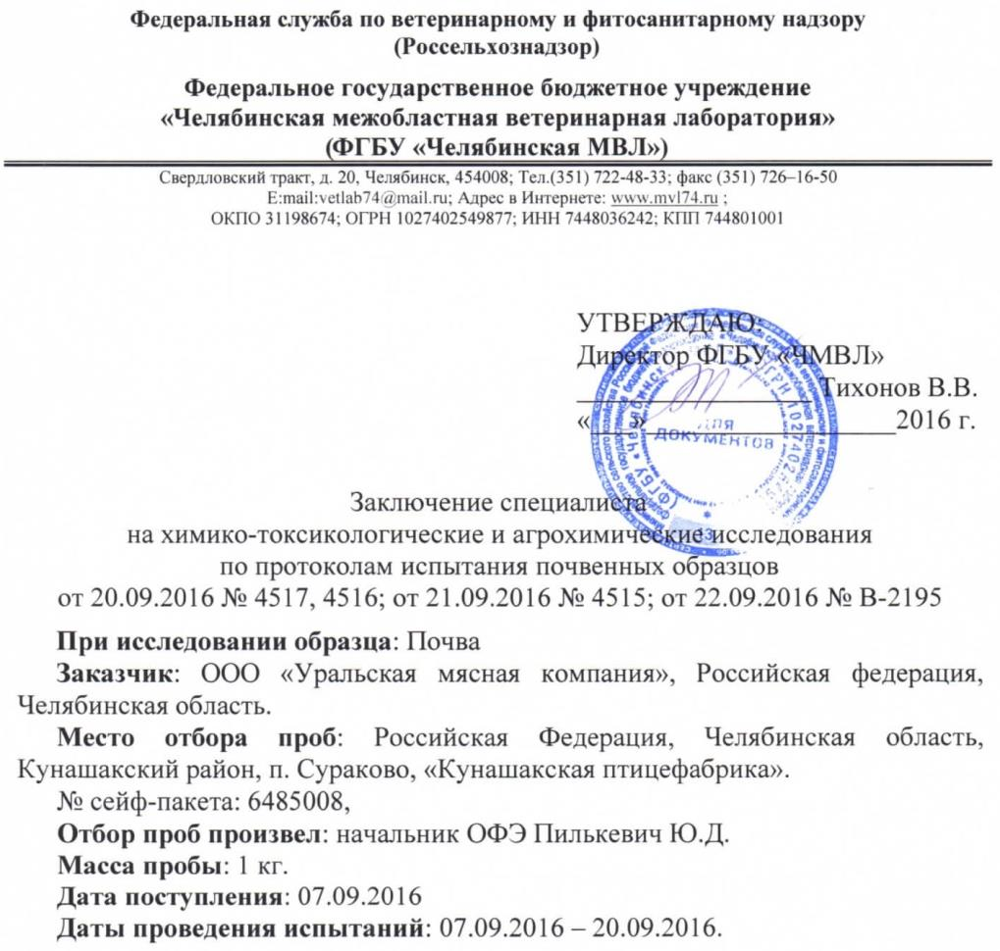 Федеральная служба по ветеринарному и фитосанитарному надзору
(Россельхознадзор)
Федеральное государственное бюджетное учреждение
«Челябинская межобластная ветеринарная лаборатория»
(ФГБУ «Челябинская МВЛ»)
Свердловский тракт, д. 20, Челябинск, 454008; Тел.(351) 722-48-33; факс (351) 726–16-50
E:mail:vetlab74@mail.ru; Адрес в Интернете: www.mvl74.ru ;
ОКПО 31198674; ОГРН 1027402549877; ИНН 7448036242; КПП 744801001
УТВЕРЖДАЮ:
Директор ФГБУ «ЧМВЛ»
Тихонов В.В.
«___»____________________2016 г.
ДЛЯ
ДОКУМЕНТОВ
Заключение специалиста
на химико-токсикологические и агрохимические исследования
по протоколам испытания почвенных образцов
от 20.09.2016 № 4517, 4516; от 21.09.2016 № 4515; от 22.09.2016 № В-2195
При исследовании образца: Почва
Заказчик: ООО «Уральская мясная компания», Российская федерация,
Челябинская область.
Место отбора проб: Российская Федерация, Челябинская область,
Кунашакский район, п. Сураково, «Кунашакская птицефабрика».
№ сейф-пакета: 6485008,
Отбор проб произвел: начальник ОФЭ Пилькевич Ю.Д.
Масса пробы: 1 кг.
Дата поступления: 07.09.2016
Даты проведения испытаний: 07.09.2016 – 20.09.2016.